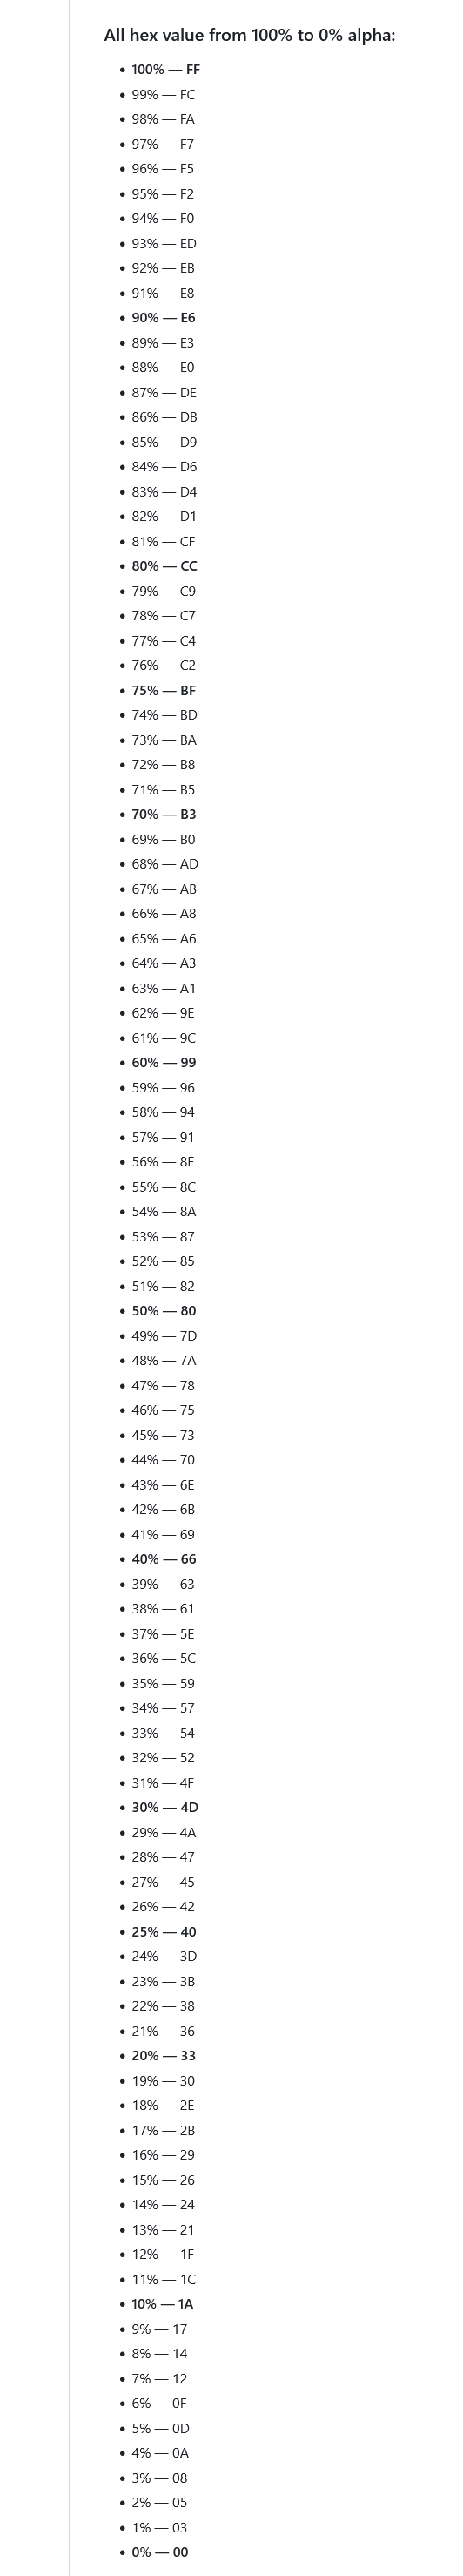 All hex value from 100% to 0% alpha:
• 100% — FF
• 99% — FC
• 98% — FA
• 97% — F7
• 96% — F5
• 95% — F2
• 94% — F0
• 93% — ED
• 92% — EB
• 91% — E8
• 90% — E6
• 89% — E3
• 88% — E0
• 87% — DE
• 86% — DB
• 85% — D9
• 84% — D6
• 83% — D4
• 82% — D1
• 81% — CF
• 80% — CC
• 79% — C9
• 78% — C7
• 77% — C4
• 76% — C2
• 75% — BF
• 74% — BD
• 73% — BA
• 72% — B8
• 71% — B5
• 70% — B3
• 69% — B0
• 68% — AD
• 67% — AB
• 66% — A8
• 65% — A6
• 64% — A3
• 63% — A1
• 62% — 9E
• 61% — 9C
• 60% — 99
• 59% — 96
• 58% — 94
• 57% — 91
• 56% — 8F
• 55% — 8C
• 54% — 8A
• 53% — 87
• 52% — 85
• 51% — 82
• 50% — 80
• 49% — 7D
• 48% — 7A
• 47% — 78
• 46% — 75
• 45% — 73
• 44% — 70
• 43% — 6E
• 42% — 6B
• 41% — 69
• 40% — 66
• 39% — 63
• 38% — 61
• 37% — 5E
• 36% — 5C
• 35% — 59
• 34% — 57
• 33% — 54
• 32% — 52
• 31% — 4F
• 30% — 4D
• 29% — 4A
• 28% — 47
• 27% — 45
• 26% — 42
• 25% — 40
• 24% — 3D
• 23% — 3B
• 22% — 38
• 21% — 36
• 20% — 33
• 19% — 30
• 18% — 2E
• 17% — 2B
• 16% — 29
• 15% — 26
• 14% — 24
• 13% — 21
• 12% — 1F
• 11% — 1C
• 10% — 1A
• 9% — 17
• 8% — 14
• 7% — 12
• 6% — 0F
• 5% — 0D
• 4% — 0A
• 3% — 08
• 2% — 05
• 1% — 03
• 0% — 00